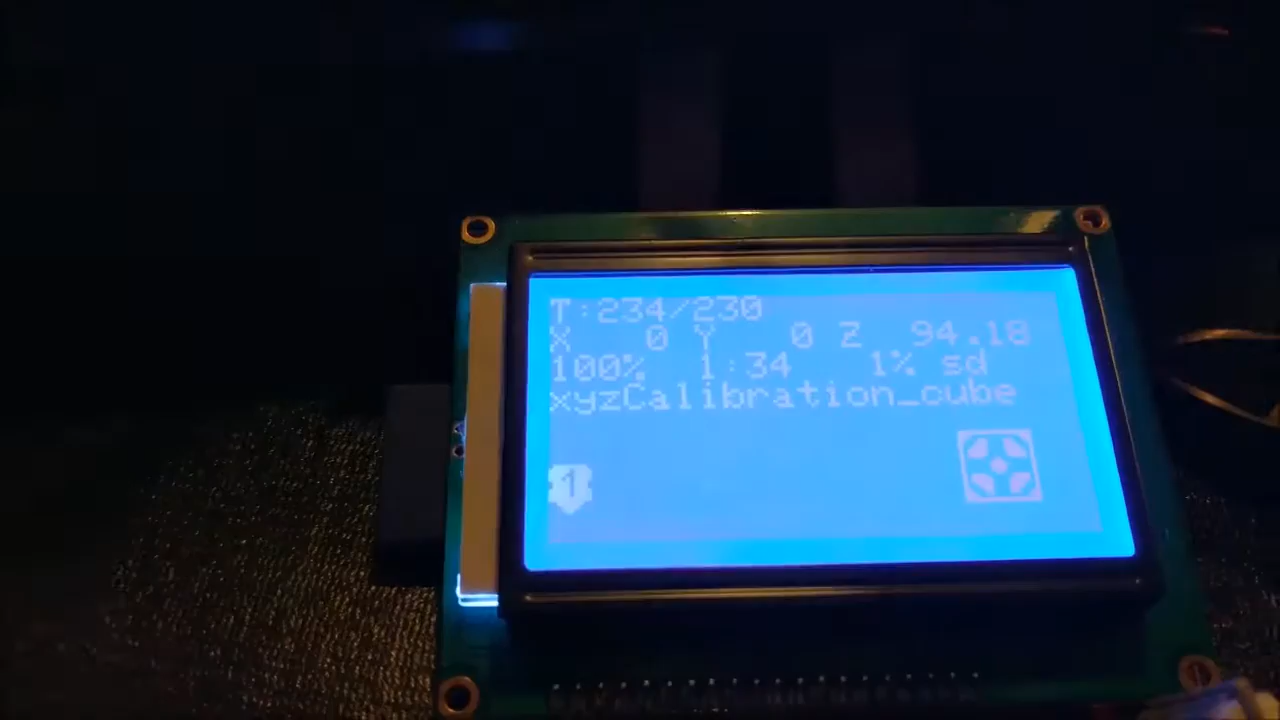 T:234/230
X 0 Y 0 Z 94.18
100% 1:34 1% sd
xyzCalibration_cube
1